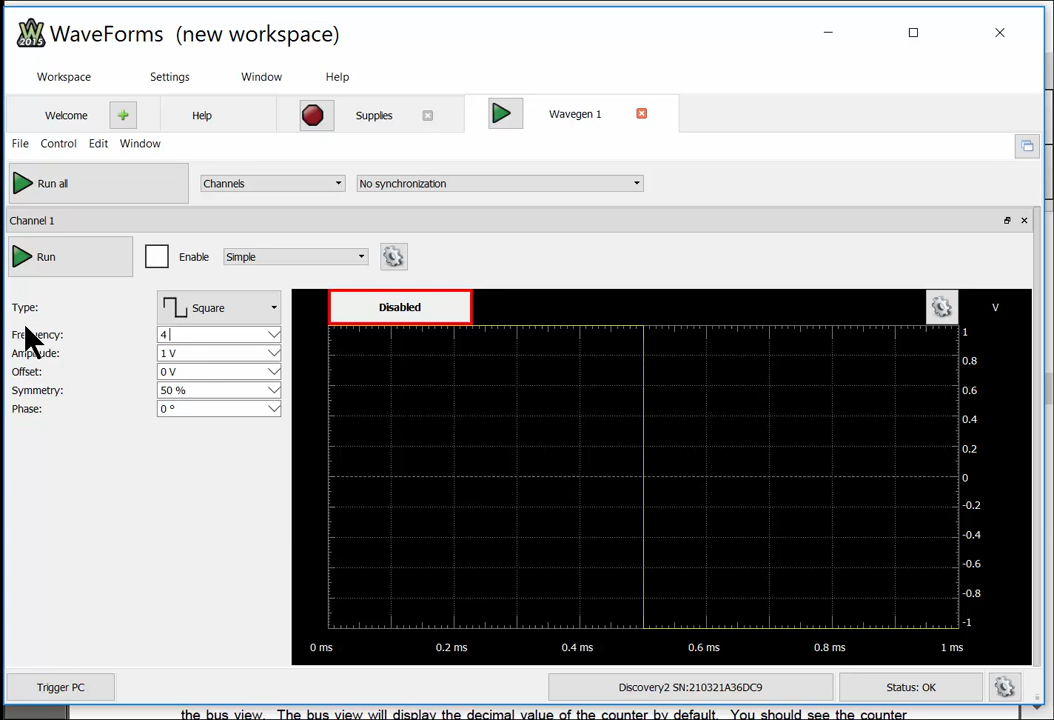 WaveForms (new workspace)
Workspace Settings Window Help
Welcome Help Supplies Wavegen 1
File Control Edit Window
Run all Channels No synchronization
Channel 1
Run Enable Simple
Type: Square Disabled V
Frequency: 4
Amplitude: 1 V
Offset: 0 V
Symmetry: 50 %
Phase: 0 °
1
0.8
0.6
0.4
0.2
0
-0.2
-0.4
-0.6
-0.8
-1
0 ms 0.2 ms 0.4 ms 0.6 ms 0.8 ms 1 ms
Trigger PC Discovery2 SN:210321A36DC9 Status: OK
the bus view. The bus view will display the decimal value of the counter by default. You should see the counter